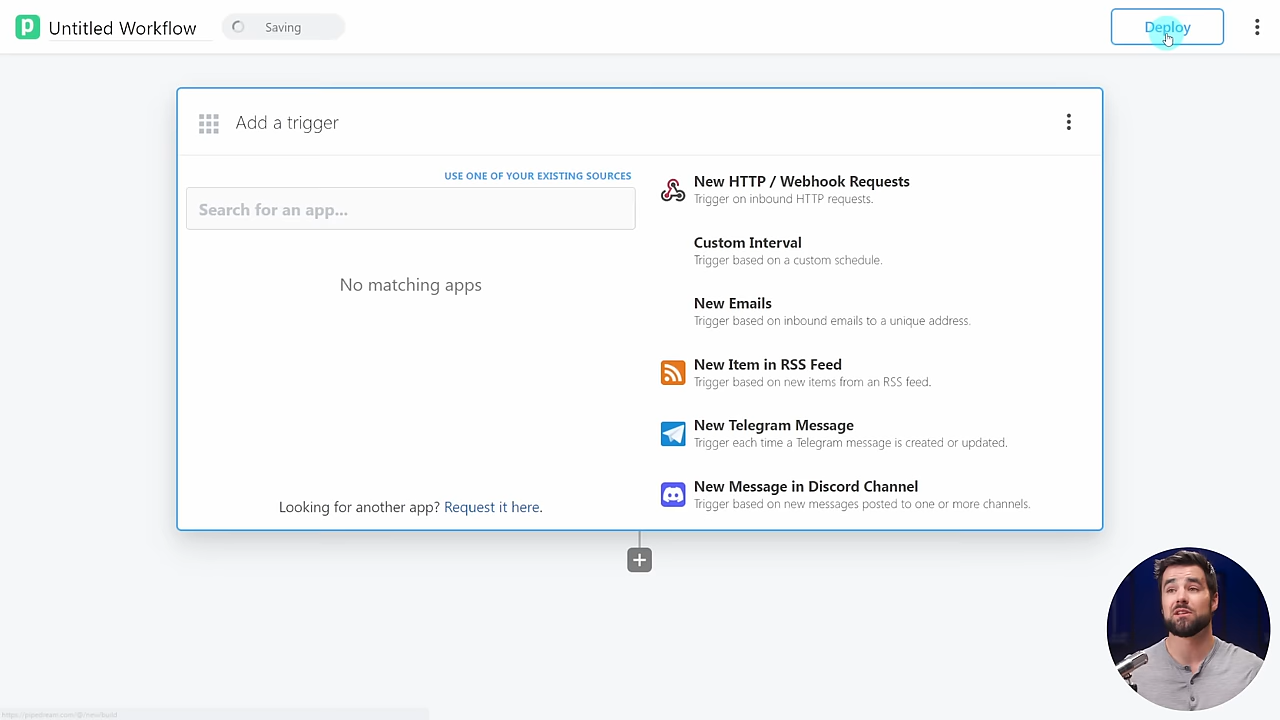 Untitled Workflow
Saving
Deploy
Add a trigger
USE ONE OF YOUR EXISTING SOURCES
Search for an app...
No matching apps
Looking for another app? Request it here.
New HTTP / Webhook Requests
Trigger on inbound HTTP requests.
Custom Interval
Trigger based on a custom schedule.
New Emails
Trigger based on inbound emails to a unique address.
New Item in RSS Feed
Trigger based on new items from an RSS feed.
New Telegram Message
Trigger each time a Telegram message is created or updated.
New Message in Discord Channel
Trigger based on new messages posted to one or more channels.